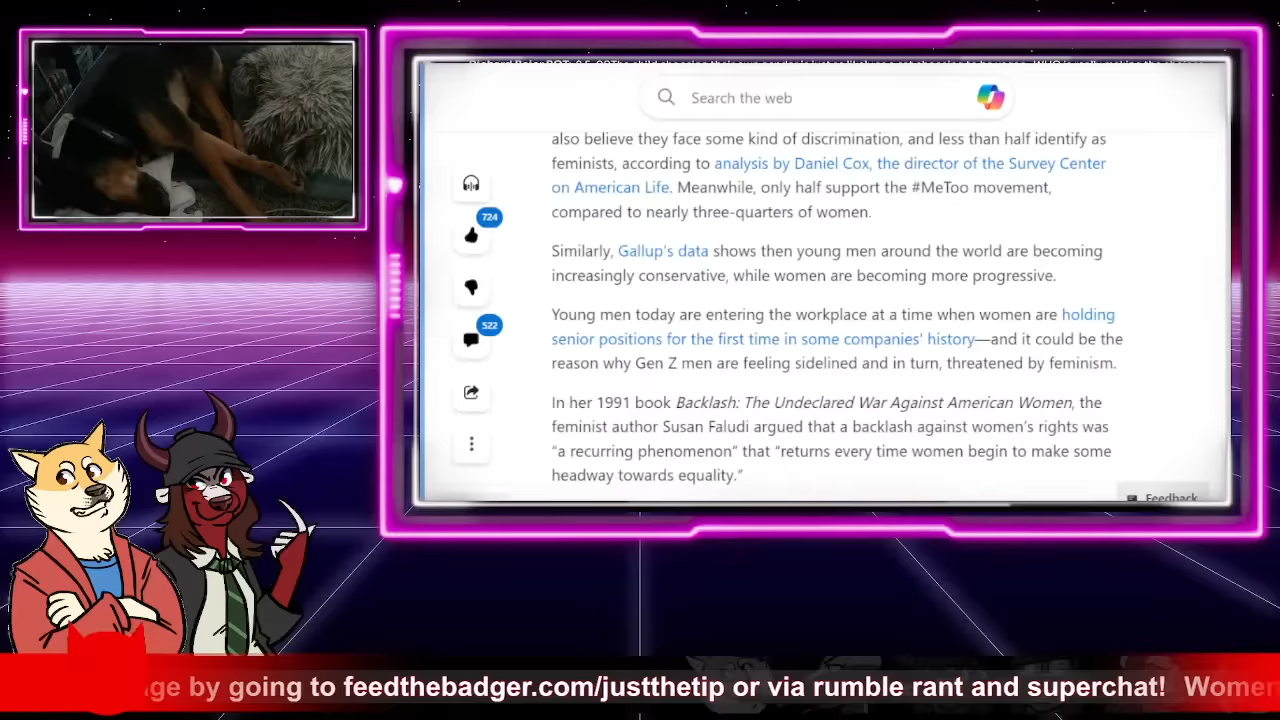 Search the web
also believe they face some kind of discrimination, and less than half identify as
feminists, according to analysis by Daniel Cox, the director of the Survey Center
on American Life. Meanwhile, only half support the #MeToo movement,
compared to nearly three-quarters of women.
724
Similarly, Gallup's data shows then young men around the world are becoming
increasingly conservative, while women are becoming more progressive.
Young men today are entering the workplace at a time when women are holding
senior positions for the first time in some companies' history—and it could be the
reason why Gen Z men are feeling sidelined and in turn, threatened by feminism.
522
In her 1991 book Backlash: The Undeclared War Against American Women, the
feminist author Susan Faludi argued that a backlash against women's rights was
"a recurring phenomenon" that "returns every time women begin to make some
headway towards equality."
Feedback
by going to feedthebadger.com/justthetip or via rumble rant and superchat!